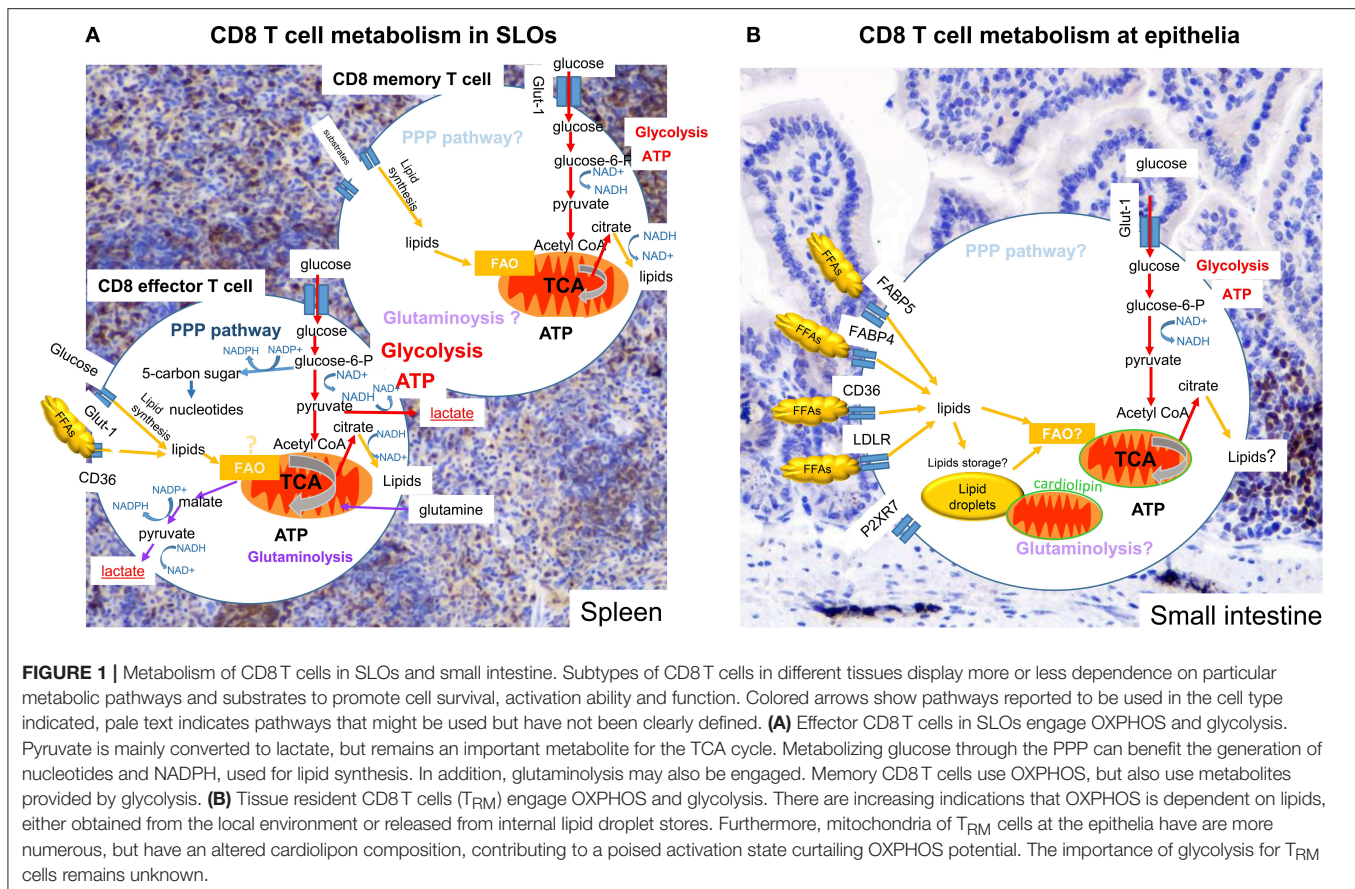 A CD8 T cell metabolism in SLOs
CD8 memory T cell
glucose
Glut-1
glucose
PPP pathway?
Glycolysis
ATP
substrates
Lipid
synthesis
glucose-6-P
NAD+
NADH
pyruvate
citrate
NADH
NAD+
lipids
Acetyl CoA
lipids
FAO
TCA
ATP
Glutaminoysis ?
CD8 effector T cell
glucose
PPP pathway
glucose
Glycolysis
ATP
NADPH
NADP+
glucose-6-P
Glucose
5-carbon sugar
NAD+
NADH
NAD+
nucleotides
pyruvate
lactate
Glut-1
Lipid
synthesis
FFAs
citrate
NADH
NAD+
?
Acetyl CoA
lipids
FAO
TCA
Lipids
CD36
NADP+
NADPH
malate
glutamine
ATP
pyruvate
NADH
NAD+
Glutaminolysis
lactate
Spleen
B CD8 T cell metabolism at epithelia
glucose
Glut-1
PPP pathway?
glucose
Glycolysis
ATP
FFAs
FABP5
glucose-6-P
FFAs
FABP4
NAD+
NADH
pyruvate
CD36
FFAs
lipids
citrate
Acetyl CoA
LDLR
FFAs
FAO?
TCA
Lipids?
Lipids storage?
cardiolipin
Lipid
droplets
ATP
P2XR7
Glutaminolysis?
Small intestine
FIGURE 1 | Metabolism of CD8 T cells in SLOs and small intestine. Subtypes of CD8 T cells in different tissues display more or less dependence on particular
metabolic pathways and substrates to promote cell survival, activation ability and function. Colored arrows show pathways reported to be used in the cell type
indicated, pale text indicates pathways that might be used but have not been clearly defined. (A) Effector CD8 T cells in SLOs engage OXPHOS and glycolysis.
Pyruvate is mainly converted to lactate, but remains an important metabolite for the TCA cycle. Metabolizing glucose through the PPP can benefit the generation of
nucleotides and NADPH, used for lipid synthesis. In addition, glutaminolysis may also be engaged. Memory CD8 T cells use OXPHOS, but also use metabolites
provided by glycolysis. (B) Tissue resident CD8 T cells (TRM) engage OXPHOS and glycolysis. There are increasing indications that OXPHOS is dependent on lipids,
either obtained from the local environment or released from internal lipid droplet stores. Furthermore, mitochondria of TRM cells at the epithelia have are more
numerous, but have an altered cardiolipon composition, contributing to a poised activation state curtailing OXPHOS potential. The importance of glycolysis for TRM
cells remains unknown.